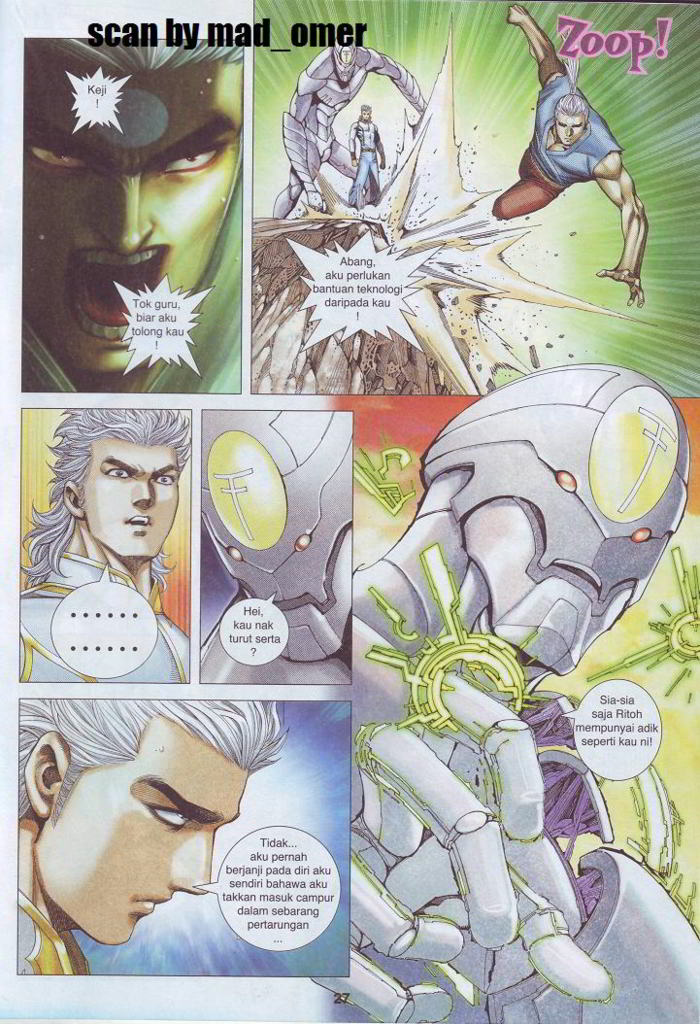 scan by mad_omer
Keji
!
Tok guru,
biar aku
tolong kau
!
Zoop!
Abang,
aku perlukan
bantuan teknologi
daripada kau
!
......
......
Hei,
kau nak
turut serta
?
Sia-sia
saja Ritoh
mempunyai adik
seperti kau ni!
Tidak...
aku pernah
berjanji pada diri aku
sendiri bahawa aku
takkan masuk campur
dalam sebarang
pertarungan
...
27